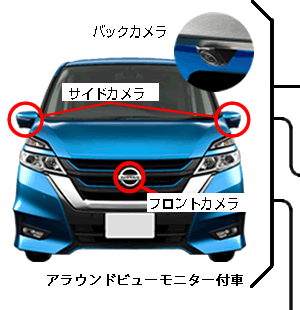 バックカメラ
サイドカメラ
フロントカメラ
アラウンドビューモニター付車